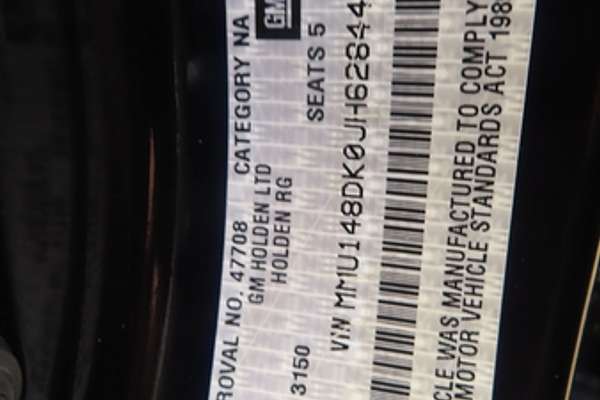 ROVAL NO. 47708 CATEGORY NA
GM HOLDEN LTD GM
HOLDEN RG
3150 SEATS 5
VIN MMU148DK0JH62844
CLE WAS MANUFACTURED TO COMPLY
MOTOR VEHICLE STANDARDS ACT 198